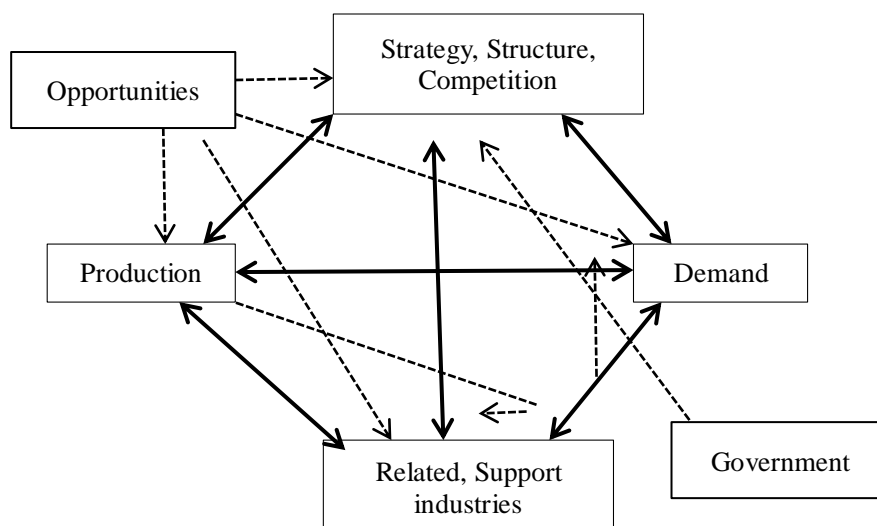 Strategy, Structure,
Competition
Opportunities
Production
Demand
Related, Support
industries
Government